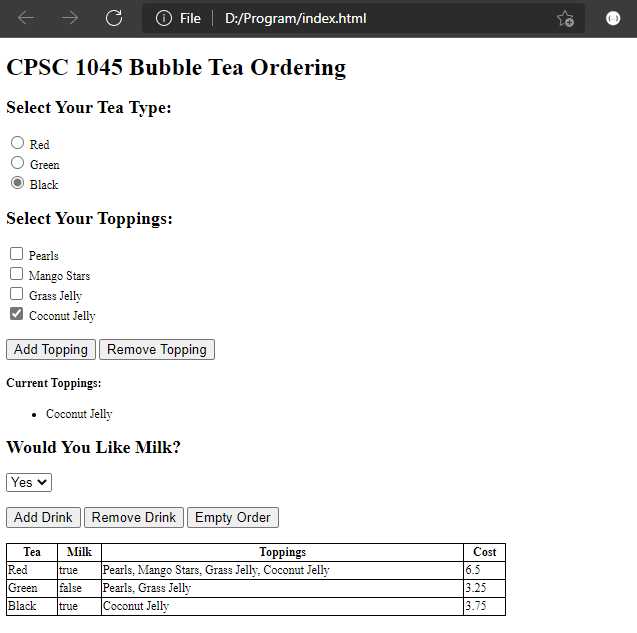 File D:/Program/index.html
CPSC 1045 Bubble Tea Ordering
Select Your Tea Type:
Red
Green
Black
Select Your Toppings:
Pearls
Mango Stars
Grass Jelly
Coconut Jelly
Add Topping Remove Topping
Current Toppings:
• Coconut Jelly
Would You Like Milk?
Yes
Add Drink Remove Drink Empty Order
Tea Milk Toppings Cost
Red true Pearls, Mango Stars, Grass Jelly, Coconut Jelly 6.5
Green false Pearls, Grass Jelly 3.25
Black true Coconut Jelly 3.75